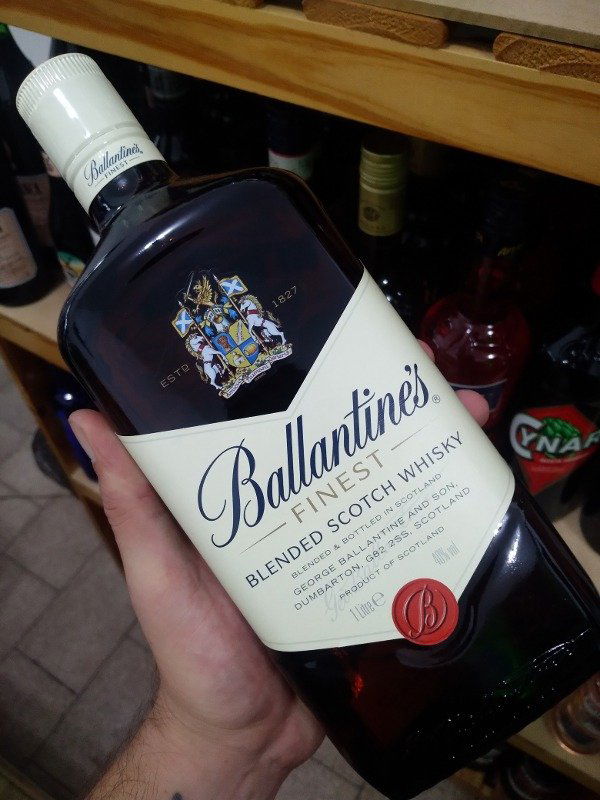 Ballantine's
FINEST
ESTD 1827
Ballantine's®
FINEST
BLENDED SCOTCH WHISKY
BLENDED & BOTTLED IN SCOTLAND
GEORGE BALLANTINE AND SON,
DUMBARTON, G82 2SS, SCOTLAND
PRODUCT OF SCOTLAND
1 Litre ℮ 40% vol
B
CYNAR